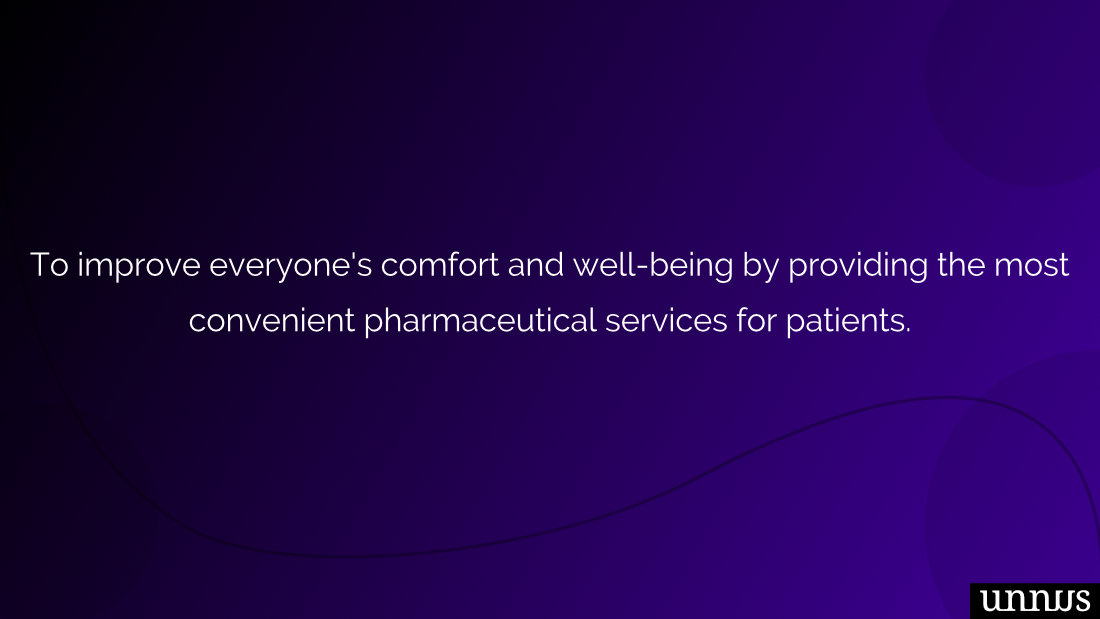 To improve everyone's comfort and well-being by providing the most
convenient pharmaceutical services for patients.
unnus